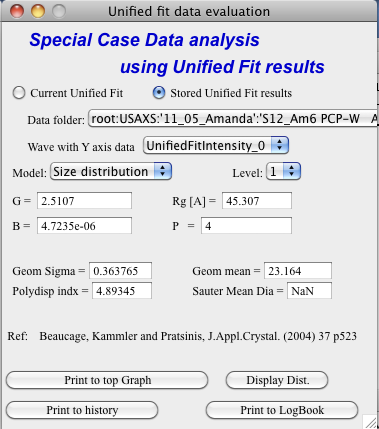 Unified fit data evaluation
Special Case Data analysis
using Unified Fit results
Current Unified Fit Stored Unified Fit results
Data folder: root:USAXS:'11_05_Amanda':'S12_Am6 PCP-W A
Wave with Y axis data UnifiedFitIntensity_0
Model: Size distribution Level: 1
G = 2.5107 Rg [A] = 45.307
B = 4.7235e-06 P = 4
Geom Sigma = 0.363765 Geom mean = 23.164
Polydisp indx = 4.89345 Sauter Mean Dia = NaN
Ref: Beaucage, Kammler and Pratsinis, J.Appl.Crystal. (2004) 37 p523
Print to top Graph Display Dist.
Print to history Print to LogBook